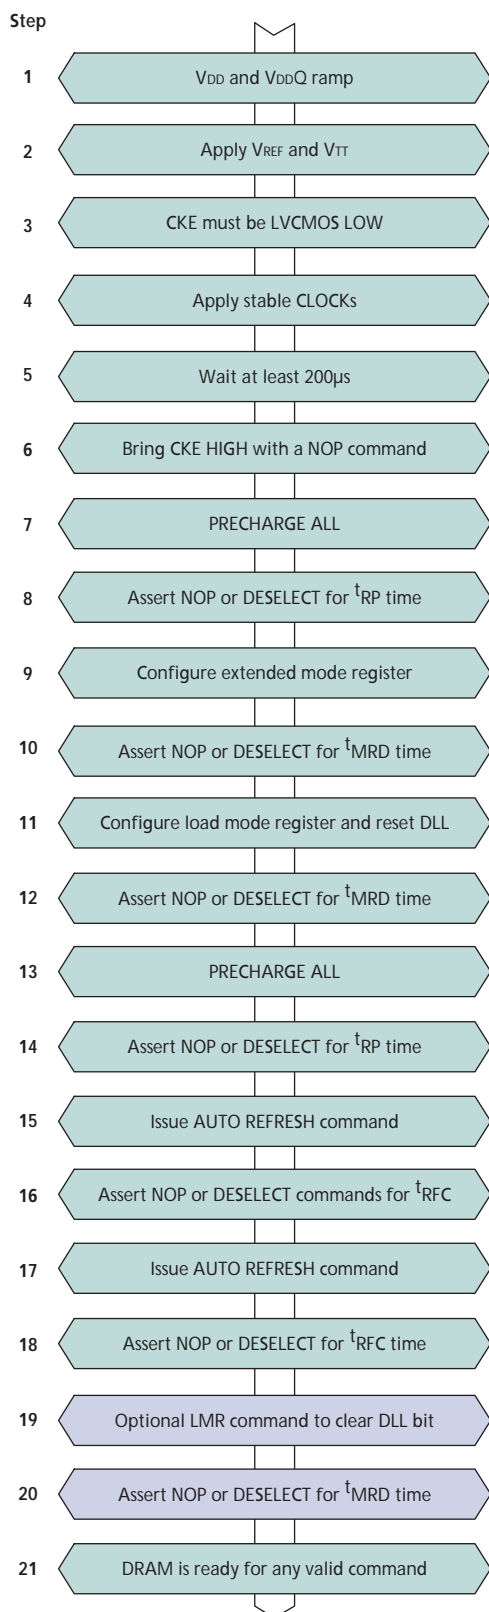 Step
1 VDD and VDDQ ramp
2 Apply VREF and VTT
3 CKE must be LVCMOS LOW
4 Apply stable CLOCKs
5 Wait at least 200µs
6 Bring CKE HIGH with a NOP command
7 PRECHARGE ALL
8 Assert NOP or DESELECT for tRP time
9 Configure extended mode register
10 Assert NOP or DESELECT for tMRD time
11 Configure load mode register and reset DLL
12 Assert NOP or DESELECT for tMRD time
13 PRECHARGE ALL
14 Assert NOP or DESELECT for tRP time
15 Issue AUTO REFRESH command
16 Assert NOP or DESELECT commands for tRFC
17 Issue AUTO REFRESH command
18 Assert NOP or DESELECT for tRFC time
19 Optional LMR command to clear DLL bit
20 Assert NOP or DESELECT for tMRD time
21 DRAM is ready for any valid command